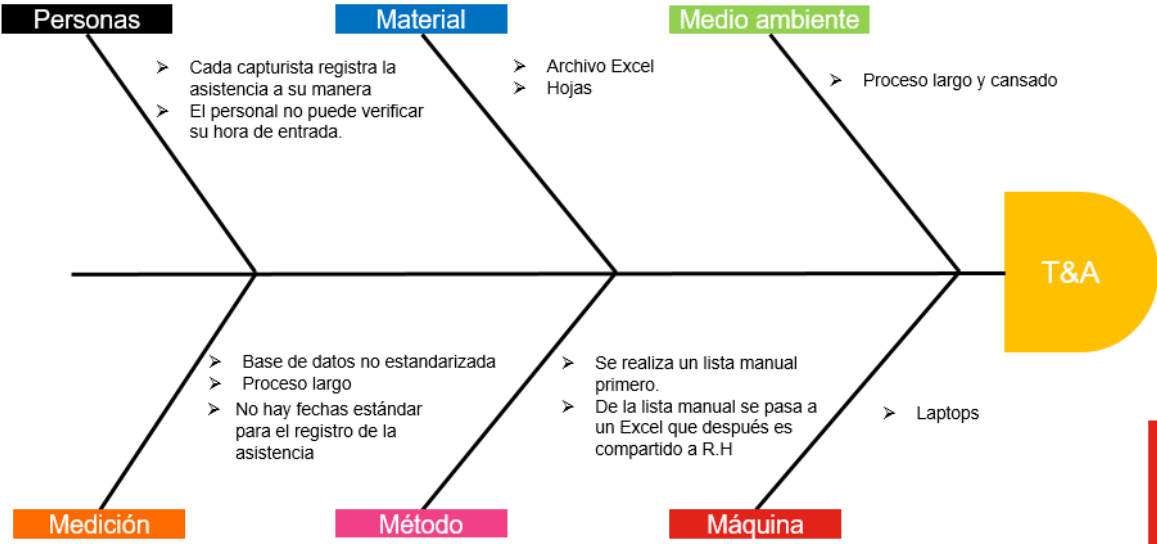 Personas
Material
Medio ambiente
➢ Cada capturista registra la
asistencia a su manera
➢ El personal no puede verificar
su hora de entrada.
➢ Archivo Excel
➢ Hojas
➢ Proceso largo y cansado
T&A
➢ Base de datos no estandarizada
➢ Proceso largo
➢ No hay fechas estándar
para el registro de la
asistencia
➢ Se realiza un lista manual
primero.
➢ De la lista manual se pasa a
un Excel que después es
compartido a R.H
➢ Laptops
Medición
Método
Máquina